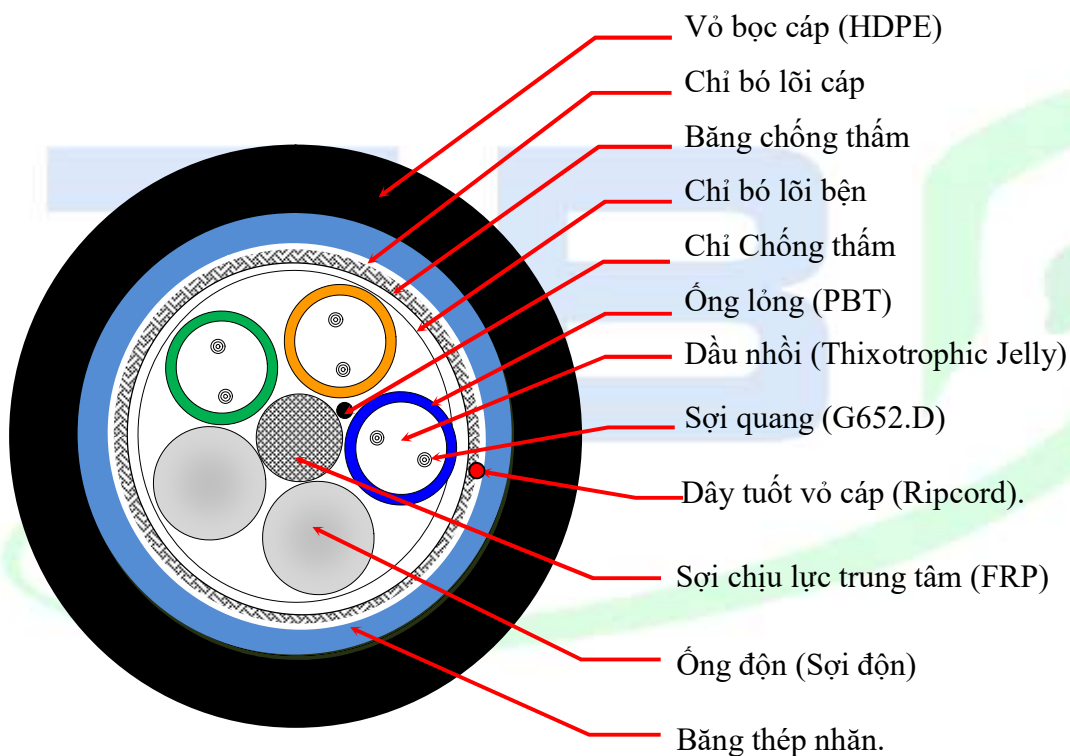 Vỏ bọc cáp (HDPE)
Chỉ bó lõi cáp
Băng chống thấm
Chỉ bó lõi bện
Chỉ Chống thấm
Ống lỏng (PBT)
Dầu nhồi (Thixotrophic Jelly)
Sợi quang (G652.D)
Dây tuốt vỏ cáp (Ripcord).
Sợi chịu lực trung tâm (FRP)
Ống độn (Sợi độn)
Băng thép nhăn.